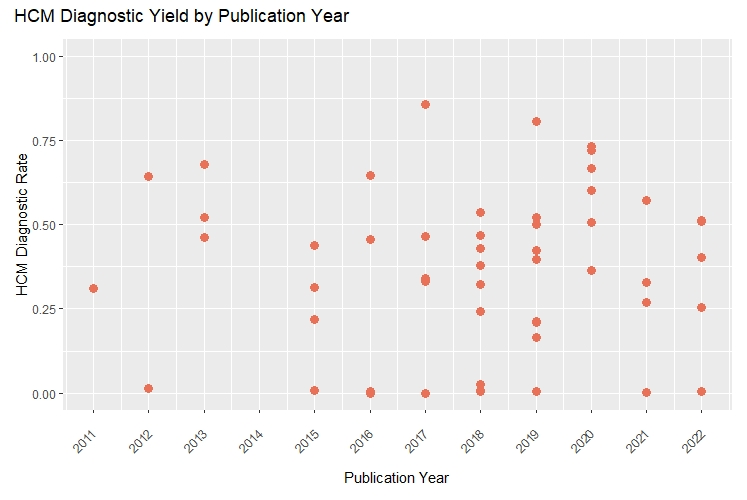 HCM Diagnostic Yield by Publication Year
1.00
0.75
0.50
0.25
0.00
HCM Diagnostic Rate
2011 2012 2013 2014 2015 2016 2017 2018 2019 2020 2021 2022
Publication Year